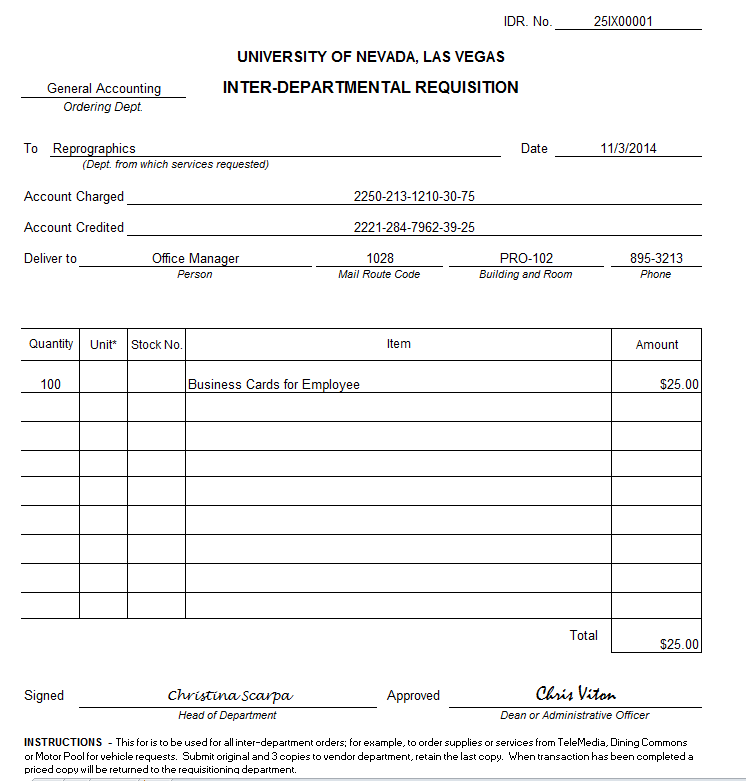 IDR. No. 25IX00001
UNIVERSITY OF NEVADA, LAS VEGAS
General Accounting INTER-DEPARTMENTAL REQUISITION
Ordering Dept.
To Reprographics Date 11/3/2014
(Dept. from which services requested)
Account Charged 2250-213-1210-30-75
Account Credited 2221-284-7962-39-25
Deliver to Office Manager 1028 PRO-102 895-3213
Person Mail Route Code Building and Room Phone
Quantity Unit* Stock No. Item Amount
100 Business Cards for Employee $25.00
Total $25.00
Signed Christina Scarpa Approved Chris Viton
Head of Department Dean or Administrative Officer
INSTRUCTIONS - This for is to be used for all inter-department orders; for example, to order supplies or services from TeleMedia, Dining Commons
or Motor Pool for vehicle requests. Submit original and 3 copies to vendor department, retain the last copy. When transaction has been completed a
priced copy will be returned to the requisitioning department.